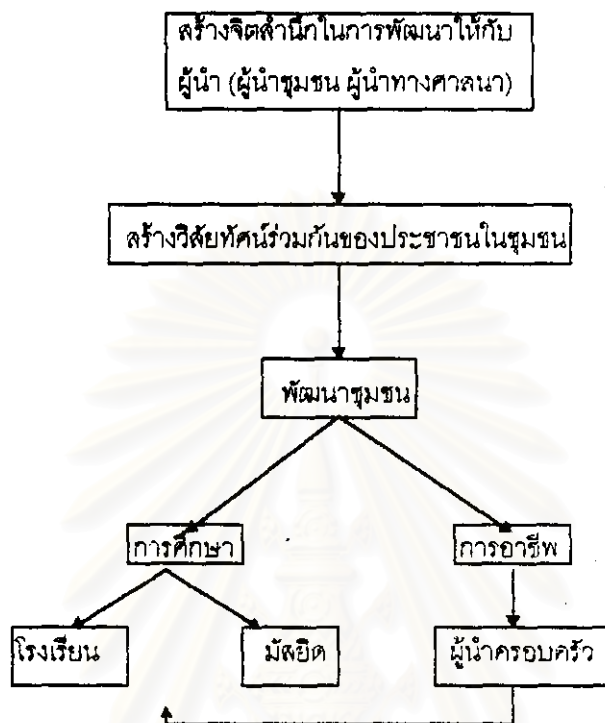 สร้างจิตสำนึกในการพัฒนาให้กับ
ผู้นำ (ผู้นำชุมชน ผู้นำทางศาสนา)
สร้างวิสัยทัศน์ร่วมกันของประชาชนในชุมชน
พัฒนาชุมชน
การศึกษา
การอาชีพ
โรงเรียน
มัสยิด
ผู้นำครอบครัว